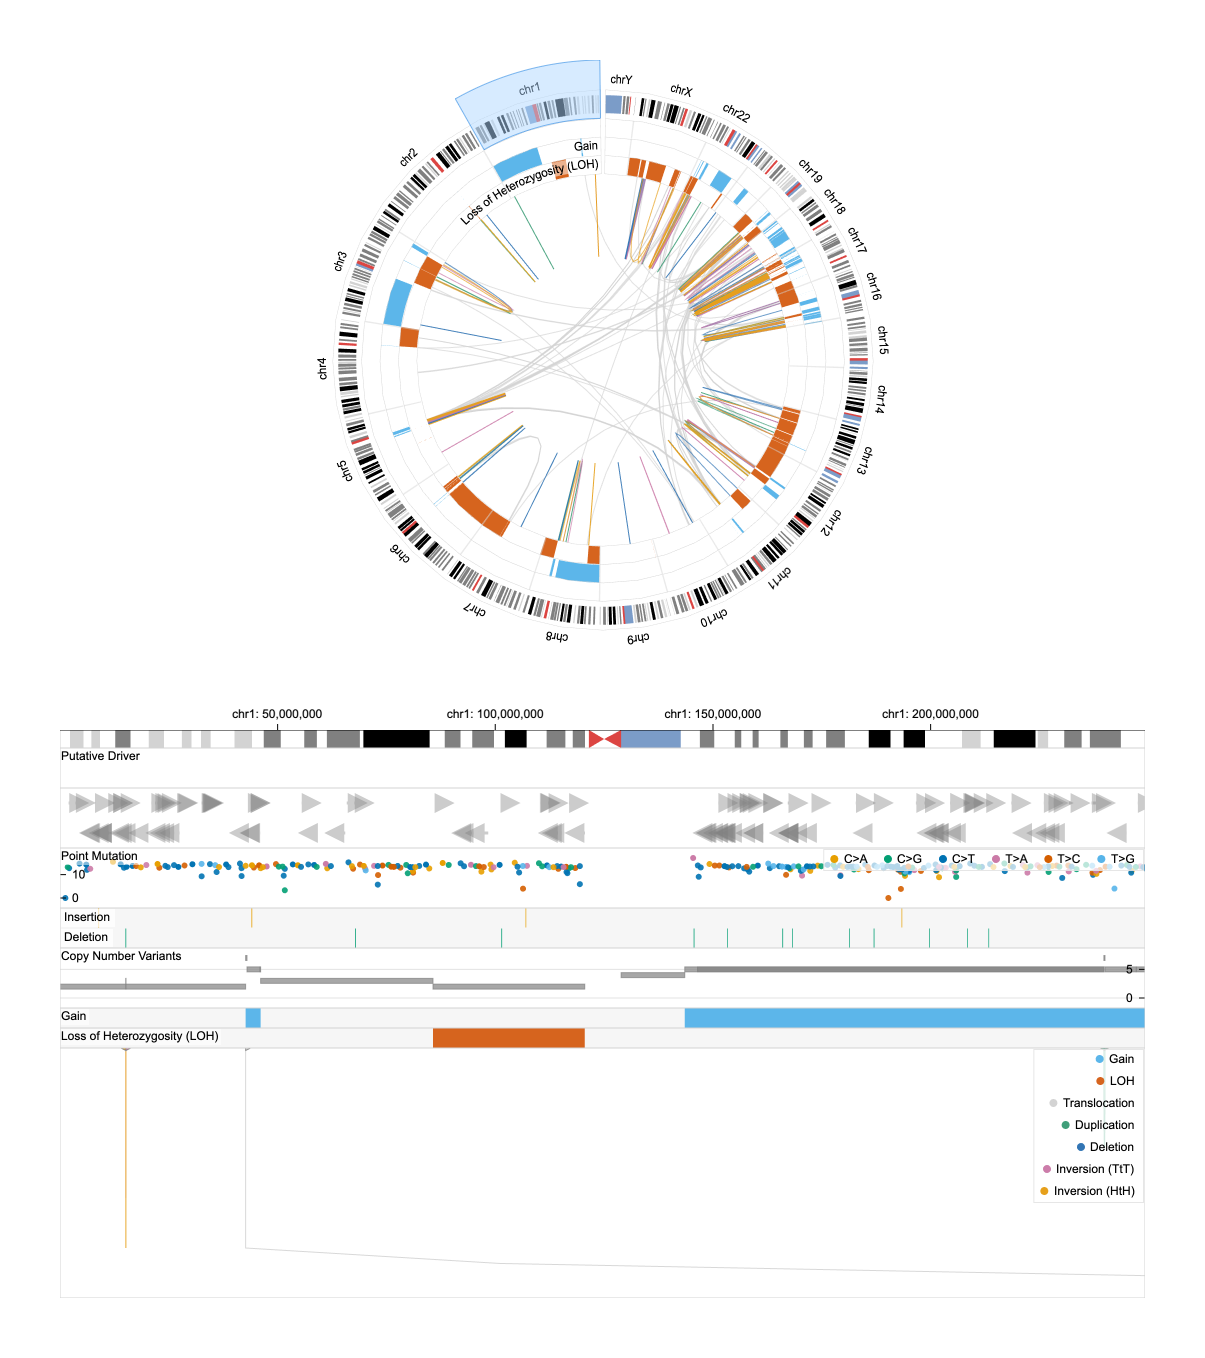 chrY
chr1
chrX
chr22
chr2
Gain
Loss of Heterozygosity (LOH)
chr19
chr18
chr17
chr3
chr16
chr15
chr4
chr14
chr5
chr13
chr12
chr6
chr11
chr7
chr10
chr8
chr9
chr1: 50,000,000
chr1: 100,000,000
chr1: 150,000,000
chr1: 200,000,000
Putative Driver
Point Mutation
C>A
C>G
C>T
T>A
T>C
T>G
10
0
Insertion
Deletion
Copy Number Variants
5
0
Gain
Loss of Heterozygosity (LOH)
Gain
LOH
Translocation
Duplication
Deletion
Inversion (TtT)
Inversion (HtH)